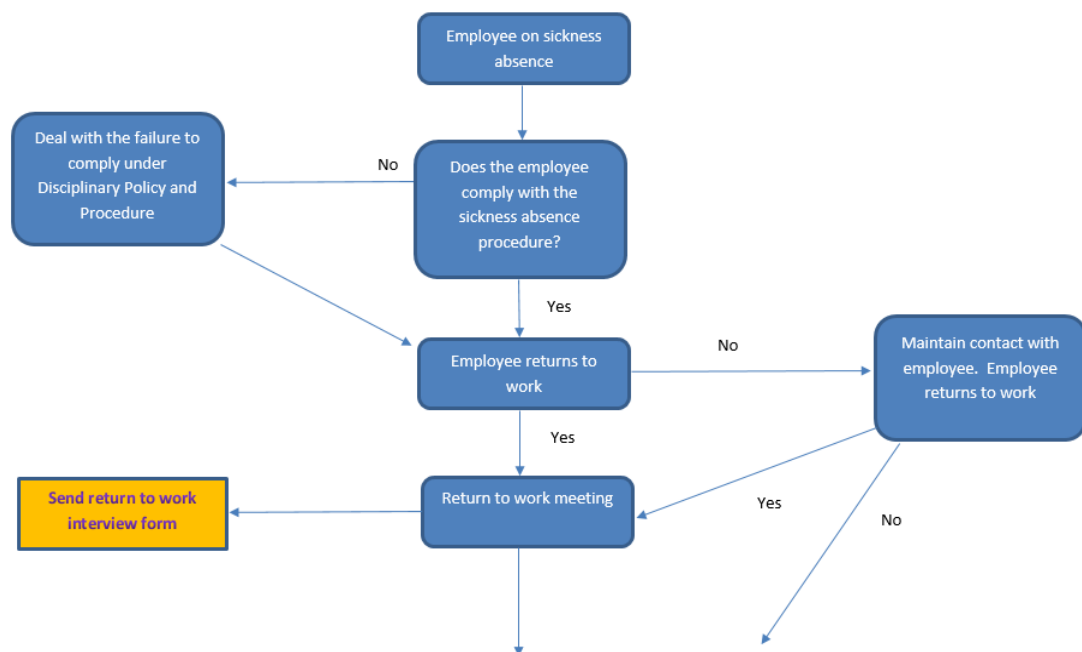 Employee on sickness
absence
Deal with the failure to
comply under
Disciplinary Policy and
Procedure
No
Does the employee
comply with the
sickness absence
procedure?
Yes
Employee returns to
work
No
Maintain contact with
employee.  Employee
returns to work
Yes
Send return to work
interview form
Return to work meeting
Yes
No